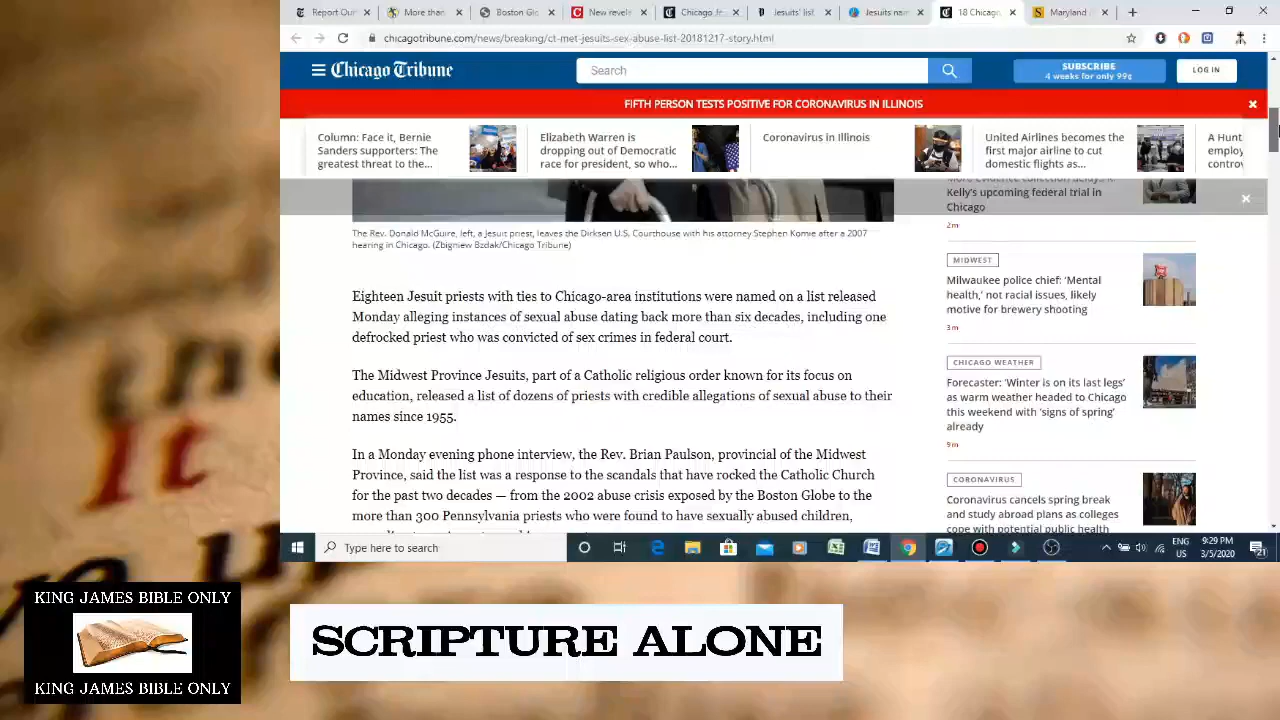 Report Out
More than
Boston Glo
New revel
Chicago Je
Jesuits' list
Jesuits nam
18 Chicag
Maryland
chicagotribune.com/news/breaking/ct-met-jesuits-sex-abuse-list-20181217-story.html
Chicago Tribune
Search
SUBSCRIBE
4 weeks for only 99¢
LOG IN
FIFTH PERSON TESTS POSITIVE FOR CORONAVIRUS IN ILLINOIS
Column: Face it, Bernie
Sanders supporters: The
greatest threat to the...
Elizabeth Warren is
dropping out of Democratic
race for president, so who...
Coronavirus in Illinois
United Airlines becomes the
first major airline to cut
domestic flights as...
A Hunt
employ
controv
The Rev. Donald McGuire, left, a Jesuit priest, leaves the Dirksen U.S. Courthouse with his attorney Stephen Komie after a 2007
hearing in Chicago. (Zbigniew Bzdak/Chicago Tribune)
Eighteen Jesuit priests with ties to Chicago-area institutions were named on a list released
Monday alleging instances of sexual abuse dating back more than six decades, including one
defrocked priest who was convicted of sex crimes in federal court.
The Midwest Province Jesuits, part of a Catholic religious order known for its focus on
education, released a list of dozens of priests with credible allegations of sexual abuse to their
names since 1955.
In a Monday evening phone interview, the Rev. Brian Paulson, provincial of the Midwest
Province, said the list was a response to the scandals that have rocked the Catholic Church
for the past two decades — from the 2002 abuse crisis exposed by the Boston Globe to the
more than 300 Pennsylvania priests who were found to have sexually abused children,
Kelly's upcoming federal trial in
Chicago
2m
MIDWEST
Milwaukee police chief: 'Mental
health,' not racial issues, likely
motive for brewery shooting
3m
CHICAGO WEATHER
Forecaster: 'Winter is on its last legs'
as warm weather headed to Chicago
this weekend with 'signs of spring'
already
9m
CORONAVIRUS
Coronavirus cancels spring break
and study abroad plans as colleges
cope with potential public health
Type here to search
ENG
US
9:29 PM
3/5/2020
21
It
KING JAMES BIBLE ONLY
KING JAMES BIBLE ONLY
SCRIPTURE ALONE